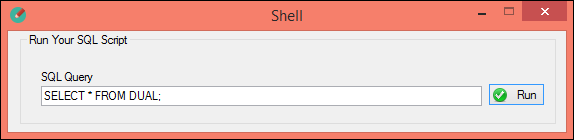 Shell
Run Your SQL Script
SQL Query
SELECT * FROM DUAL;
Run